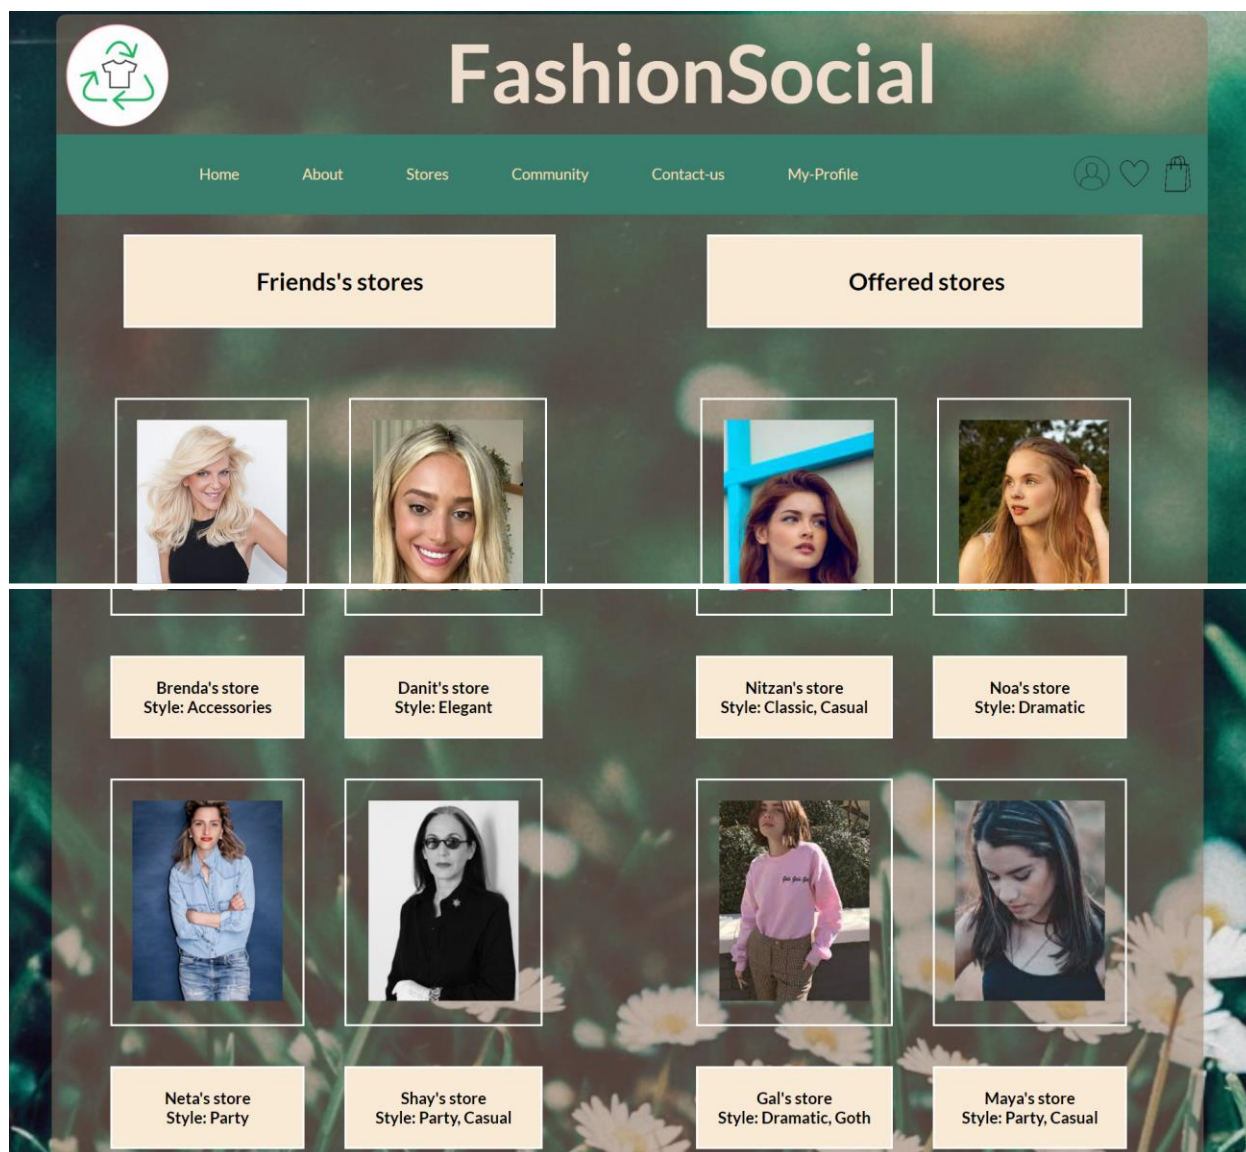 FashionSocial
Home About Stores Community Contact-us My-Profile
Friends's stores
Offered stores
Brenda's store
Style: Accessories
Danit's store
Style: Elegant
Nitzan's store
Style: Classic, Casual
Noa's store
Style: Dramatic
Neta's store
Style: Party
Shay's store
Style: Party, Casual
Gal's store
Style: Dramatic, Goth
Maya's store
Style: Party, Casual